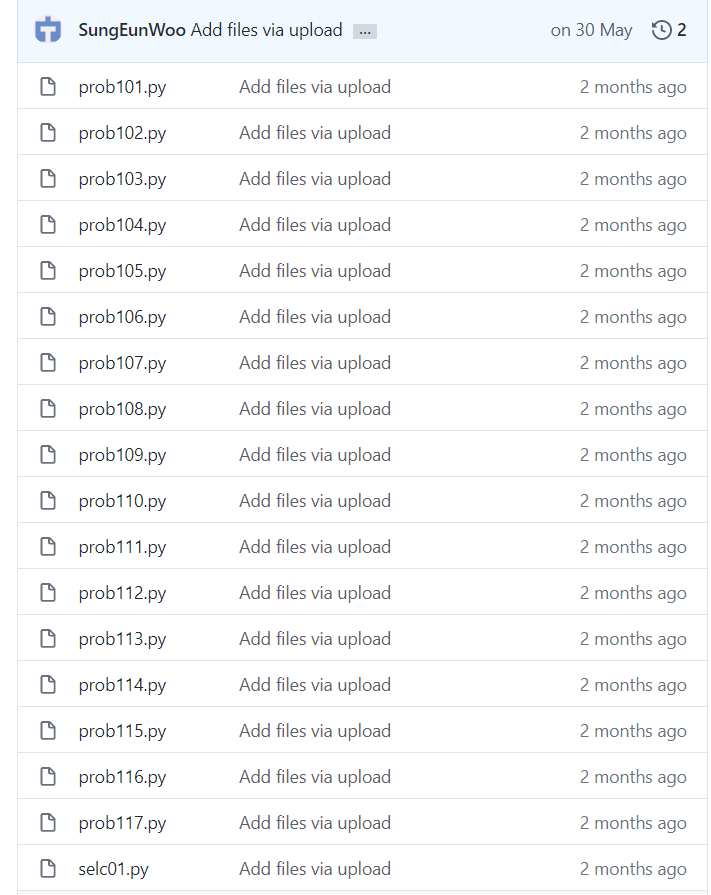 SungEunWoo Add files via upload ... on 30 May 2
prob101.py Add files via upload 2 months ago
prob102.py Add files via upload 2 months ago
prob103.py Add files via upload 2 months ago
prob104.py Add files via upload 2 months ago
prob105.py Add files via upload 2 months ago
prob106.py Add files via upload 2 months ago
prob107.py Add files via upload 2 months ago
prob108.py Add files via upload 2 months ago
prob109.py Add files via upload 2 months ago
prob110.py Add files via upload 2 months ago
prob111.py Add files via upload 2 months ago
prob112.py Add files via upload 2 months ago
prob113.py Add files via upload 2 months ago
prob114.py Add files via upload 2 months ago
prob115.py Add files via upload 2 months ago
prob116.py Add files via upload 2 months ago
prob117.py Add files via upload 2 months ago
selc01.py Add files via upload 2 months ago